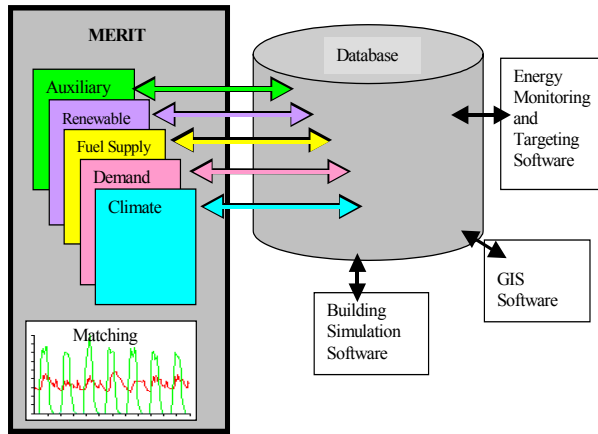 MERIT
Auxiliary
Renewable
Fuel Supply
Demand
Climate
Matching
Database
Energy
Monitoring
and
Targeting
Software
GIS
Software
Building
Simulation
Software